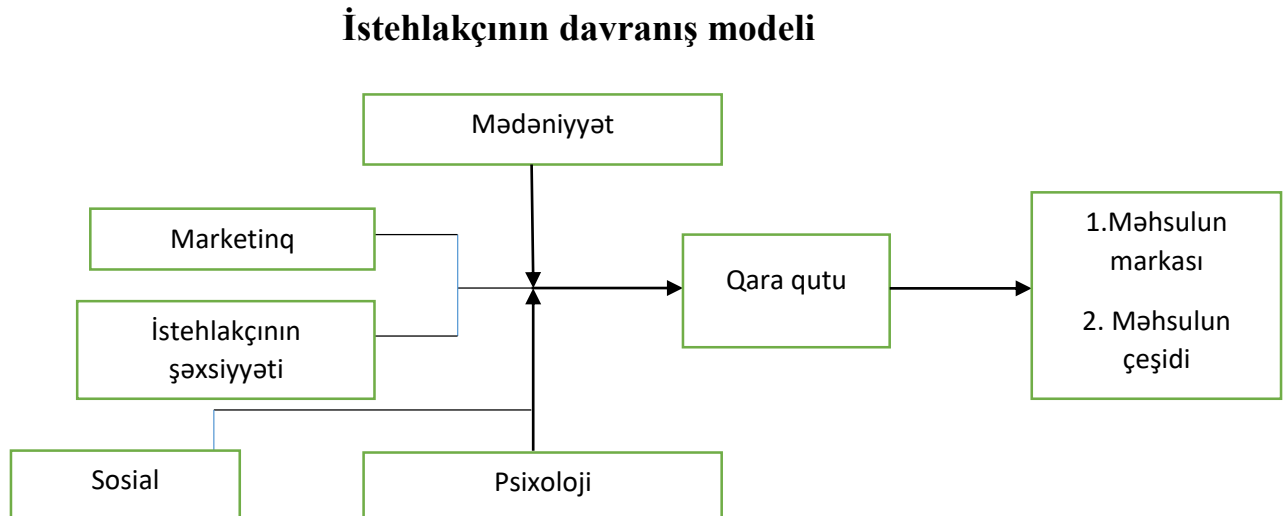 İstehlakçının davranış modeli
Mədəniyyət
Marketinq
İstehlakçının
şəxsiyyəti
Sosial
Psixoloji
Qara qutu
1.Məhsulun
markası
2. Məhsulun
çeşidi